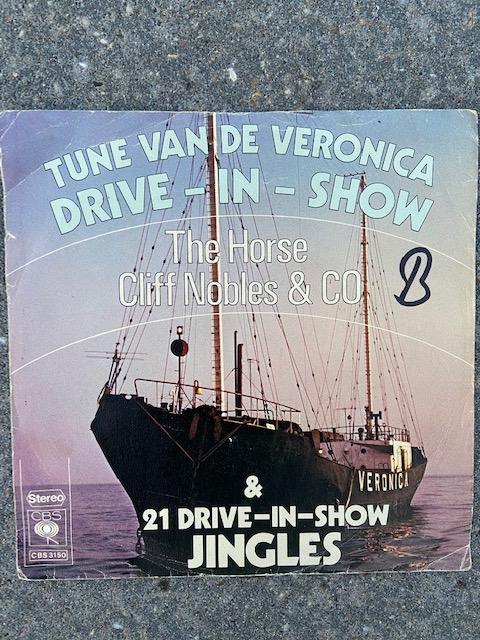 TUNE VAN DE VERONICA
DRIVE-IN-SHOW
The Horse
Cliff Nobles & CO
B
VERONICA
&
21 DRIVE-IN-SHOW
JINGLES
Stereo
CBS
CBS 3150